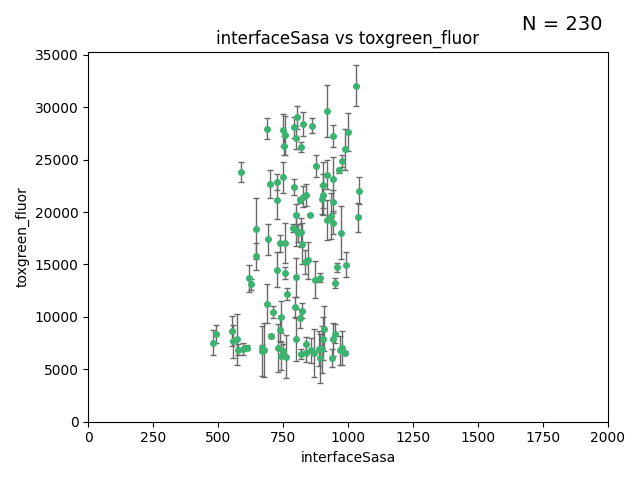 N = 230
interfaceSasa vs toxgreen_fluor
35000
30000
25000
20000
15000
10000
5000
0
toxgreen_fluor
0 250 500 750 1000 1250 1500 1750 2000
interfaceSasa